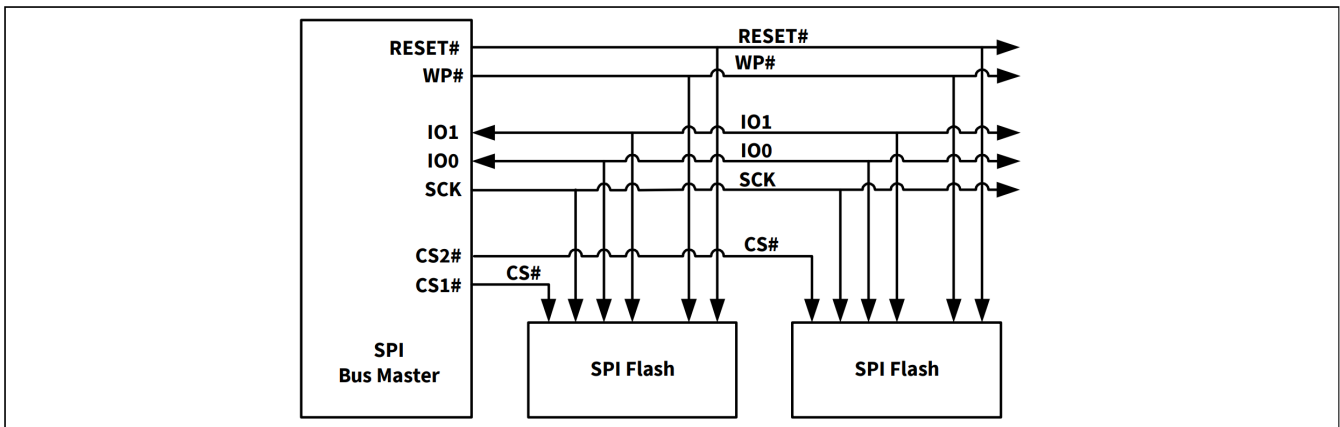 RESET#
RESET#
WP#
WP#
IO1
IO1
IO0
IO0
SCK
SCK
CS2#
CS#
CS1#
CS#
SPI
Bus Master
SPI Flash
SPI Flash